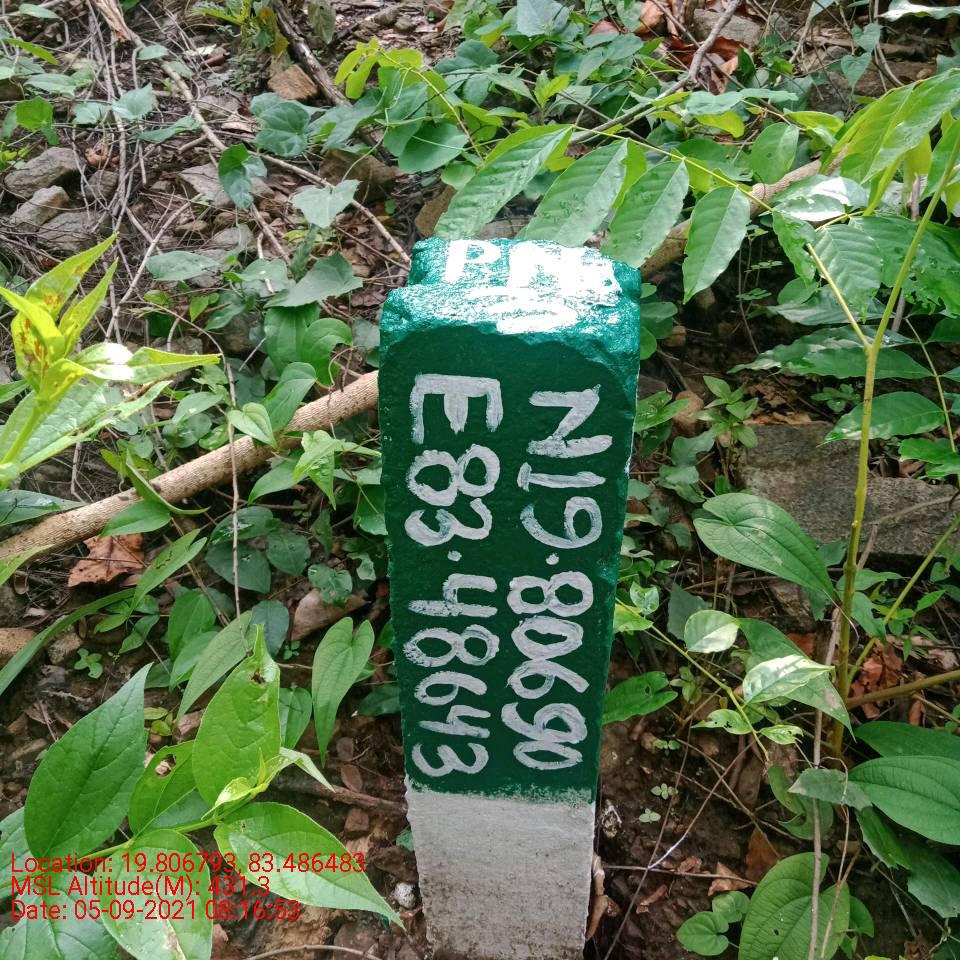 N19.80690
E83.48643
Location: 19.806793, 83.486483
MSL Altitude(M): 431.3
Date: 05-09-2021 08:16:53